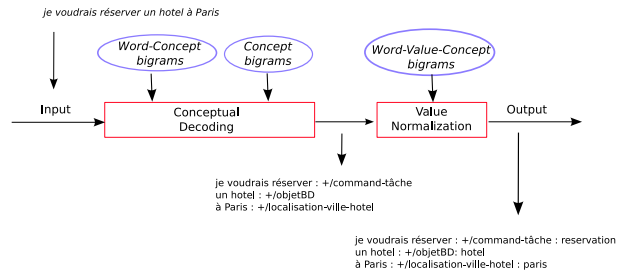 je voudrais réserver un hotel à Paris
Word-Concept
bigrams
Concept
bigrams
Word-Value-Concept
bigrams
Input
Conceptual
Decoding
Value
Normalization
Output
je voudrais réserver : +/command-tâche
un hotel : +/objetBD
à Paris : +/localisation-ville-hotel
je voudrais réserver : +/command-tâche : reservation
un hotel : +/objetBD: hotel
à Paris : +/localisation-ville-hotel : paris